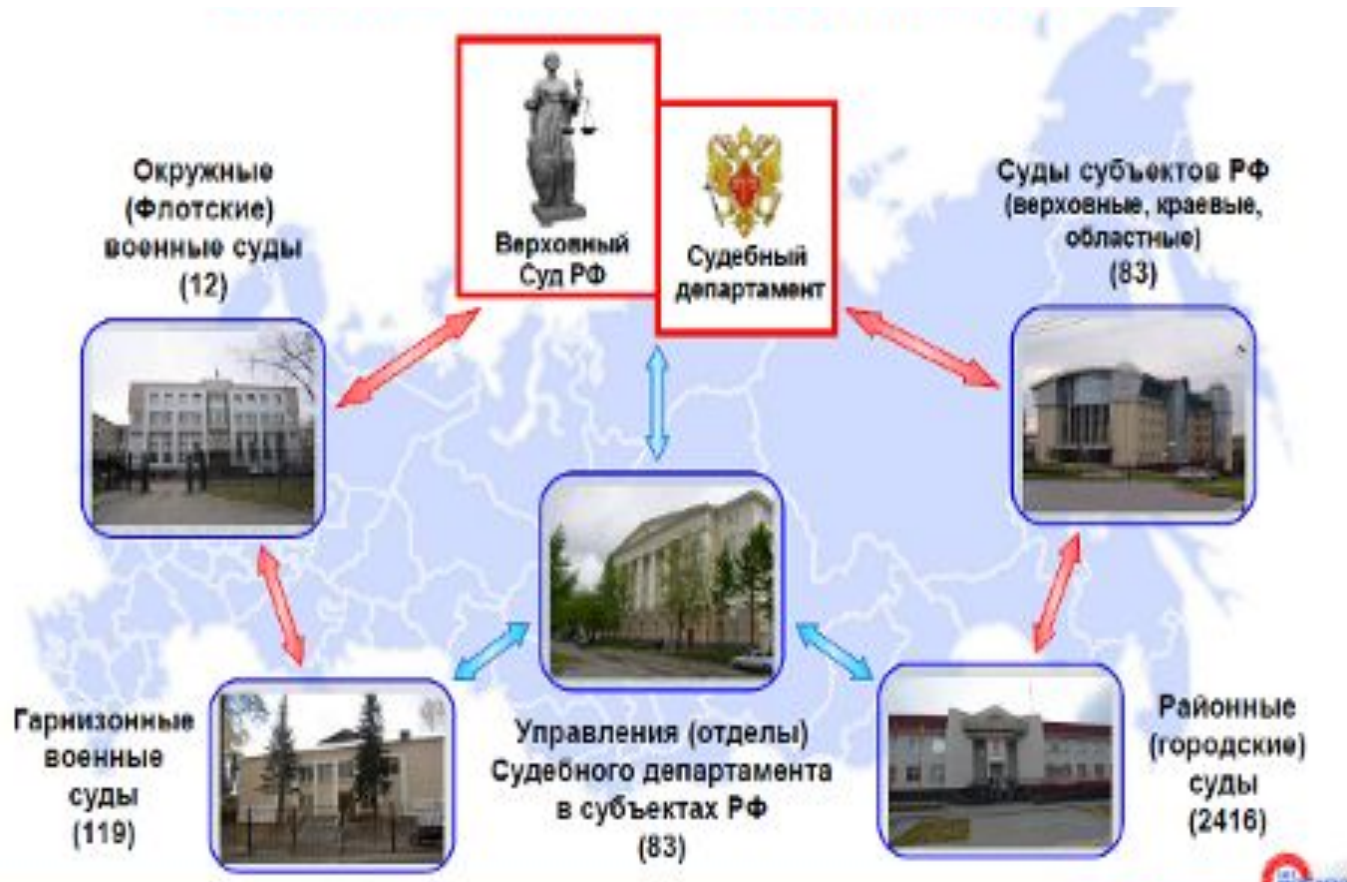 Окружные
(Флотские)
военные суды
(12)
Верховный
Суд РФ
Судебный
департамент
Суды субъектов РФ
(верховные, краевые,
областные)
(83)
Гарнизонные
военные
суды
(119)
Управления (отделы)
Судебного департамента
в субъектах РФ
(83)
Районные
(городские)
суды
(2416)